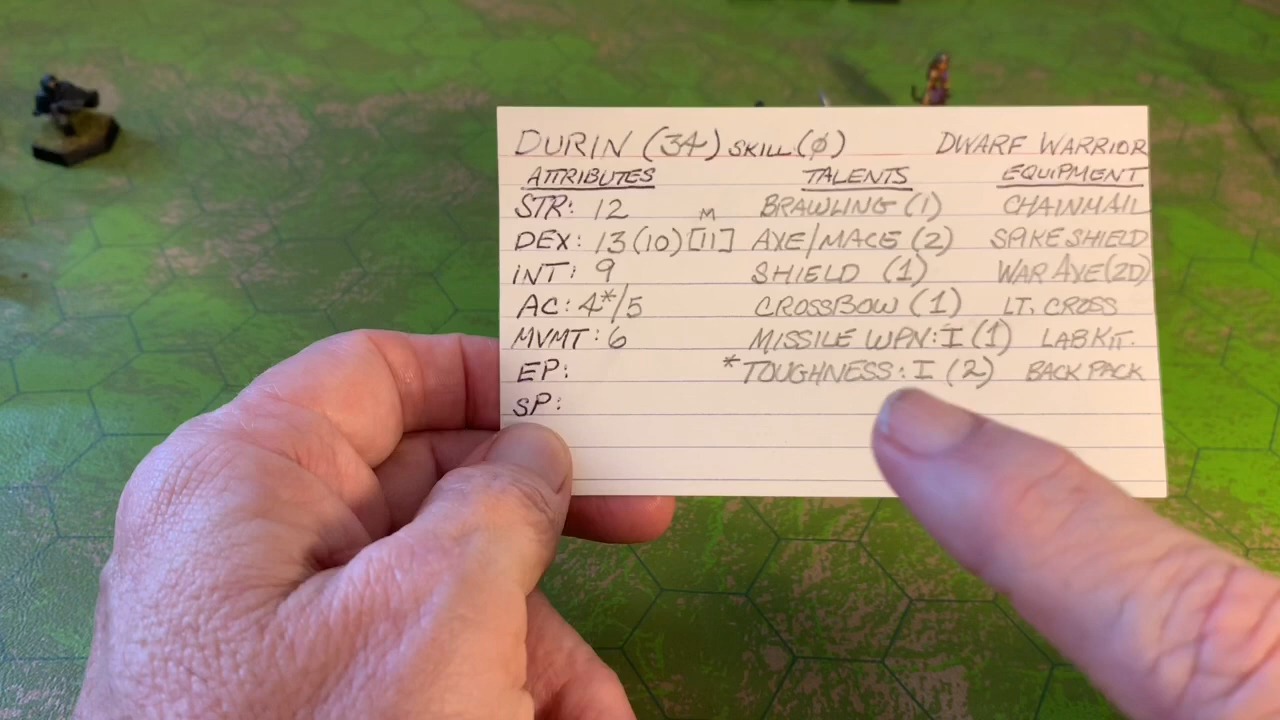 DURIN (34) SKILL:(0) DWARF WARRIOR
ATTRIBUTES TALENTS EQUIPMENT
STR: 12 BRAWLING (1) CHAINMAIL
M
DEX: 13(10)[11] AXE/MACE (2) SPIKE SHIELD
INT: 9 SHIELD (1) WAR AXE(2D)
AC: 4*/5 CROSSBOW (1) LT. CROSS
MVMT: 6 MISSILE WPN: I (1) LAB KIT.
EP: *TOUGHNESS: I (2) BACK PACK
SP: